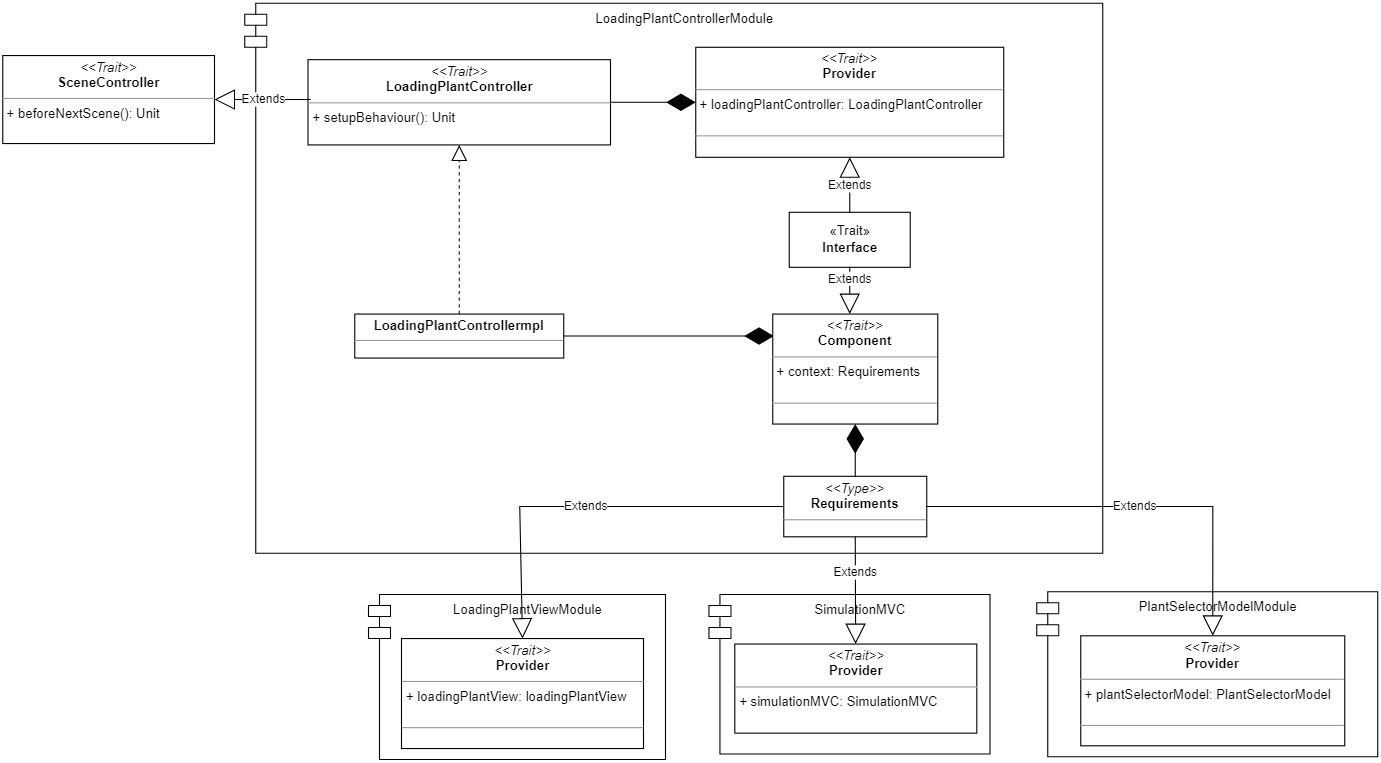 LoadingPlantControllerModule
<<Trait>>
SceneController
+ beforeNextScene(): Unit
Extends
<<Trait>>
LoadingPlantController
+ setupBehaviour(): Unit
<<Trait>>
Provider
+ loadingPlantController: LoadingPlantController
Extends
«Trait»
Interface
Extends
LoadingPlantControllermpl
<<Trait>>
Component
+ context: Requirements
<<Type>>
Requirements
Extends
Extends
Extends
LoadingPlantViewModule
<<Trait>>
Provider
+ loadingPlantView: loadingPlantView
SimulationMVC
<<Trait>>
Provider
+ simulationMVC: SimulationMVC
PlantSelectorModelModule
<<Trait>>
Provider
+ plantSelectorModel: PlantSelectorModel